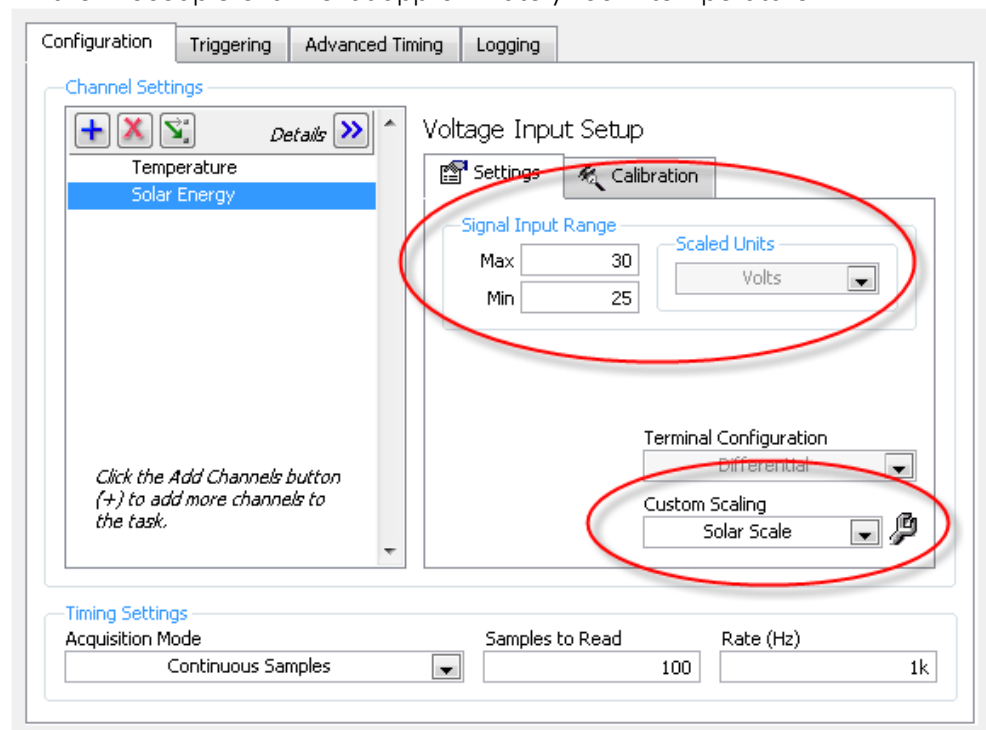 Configuration Triggering Advanced Timing Logging
Channel Settings
Details
Temperature
Solar Energy
Click the Add Channels button
(+) to add more channels to
the task.
Voltage Input Setup
Settings Calibration
Signal Input Range
Max 30
Min 25
Scaled Units
Volts
Terminal Configuration
Differential
Custom Scaling
Solar Scale
Timing Settings
Acquisition Mode
Continuous Samples
Samples to Read
100
Rate (Hz)
1k